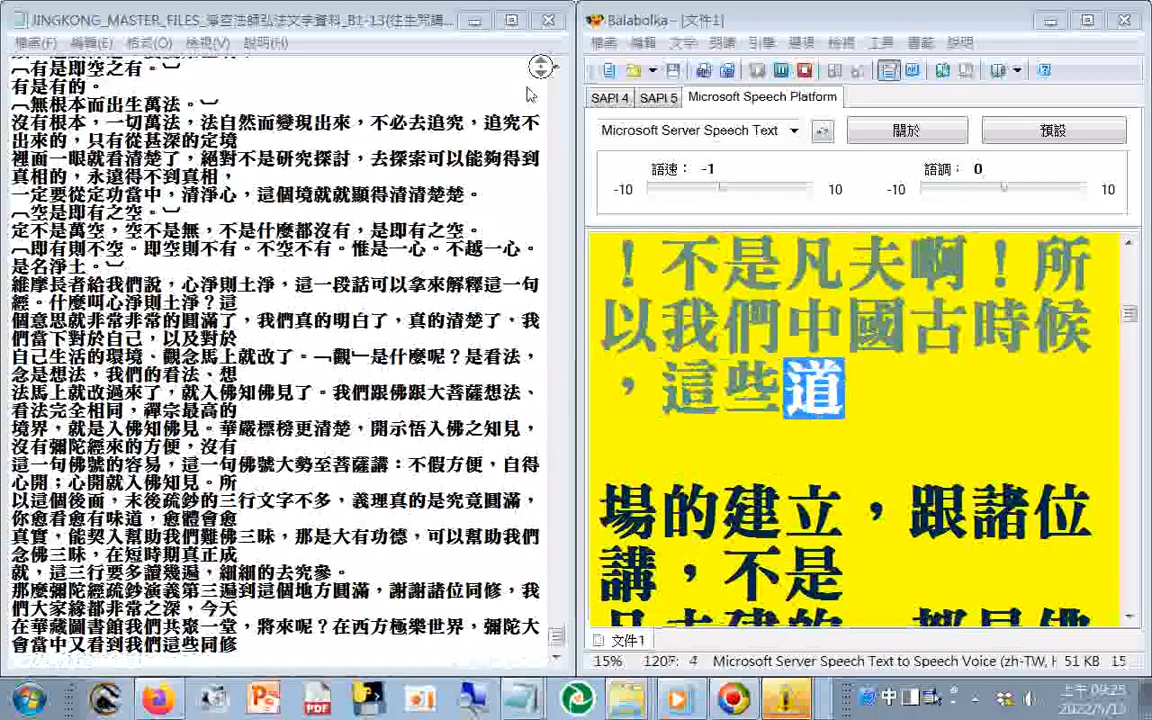 JINGKONG_MASTER_FILES_淨空法師弘法文字資料_B1-13(往生咒講...
檔案(F) 編輯(E) 格式(O) 檢視(V) 說明(H)
︹有是即空之有。︺
有是有的。
︹無根本而出生萬法。︺
沒有根本，一切萬法，法自然而變現出來，不必去追究，追究不
出來的，只有從甚深的定境
裡面一眼就看清楚了，絕對不是研究探討，去探索可以能夠得到
真相的，永遠得不到真相，
一定要從定功當中，清淨心，這個境就就顯得清清楚楚。
︹空是即有之空。︺
定不是萬空，空不是無，不是什麼都沒有，是即有之空。
︹即有則不空。即空則不有。不空不有。惟是一心。不越一心。
是名淨土。︺
維摩長者給我們說，心淨則土淨，這一段話可以拿來解釋這一句
經。什麼叫心淨則土淨？這
個意思就非常非常的圓滿了，我們真的明白了，真的清楚了。我
們當下對於自己，以及對於
自己生活的環境、觀念馬上就改了。﹁觀﹂是什麼呢？是看法，
念是想法，我們的看法、想
法馬上就改過來了，就入佛知佛見了。我們跟佛跟大菩薩想法、
看法完全相同，禪宗最高的
境界，就是入佛知佛見。華嚴標榜更清楚，開示悟入佛之知見，
沒有彌陀經來的方便，沒有
這一句佛號的容易，這一句佛號大勢至菩薩講：不假方便，自得
心開；心開就入佛知見。所
以這個後面，末後疏鈔的三行文字不多，義理真的是究竟圓滿，
你愈看愈有味道，愈體會愈
真實，能契入幫助我們難佛三昧，那是大有功德，可以幫助我們
念佛三昧，在短時期真正成
就，這三行要多讀幾遍，細細的去究參。
那麼彌陀經疏鈔演義第三遍到這個地方圓滿，謝謝諸位同修，我
們大家緣都非常之深，今天
在華藏圖書館我們共聚一堂，將來呢？在西方極樂世界，彌陀大
會當中又看到我們這些同修
Balabolka - [文件1]
檔案 編輯 文字 朗讀 引擎 選項 檢視 工具 書籤 說明
SAPI 4 SAPI 5 Microsoft Speech Platform
Microsoft Server Speech Text 關於 預設
語速： -1 語調： 0
-10 10 -10 10
！不是凡夫啊！所
以我們中國古時候
，這些道
場的建立，跟諸位
講，不是
文件1
15% Microsoft Server Speech Text to Speech Voice (zh-TW, H 51 KB 15
中
上午 09:25